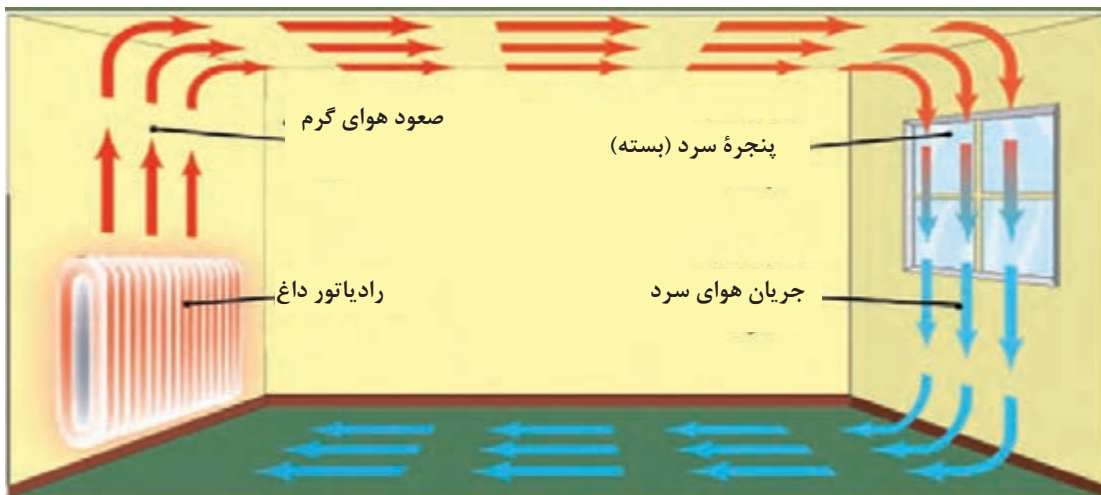 صعود هوای گرم
پنجرهٔ سرد (بسته)
رادیاتور داغ
جریان هوای سرد